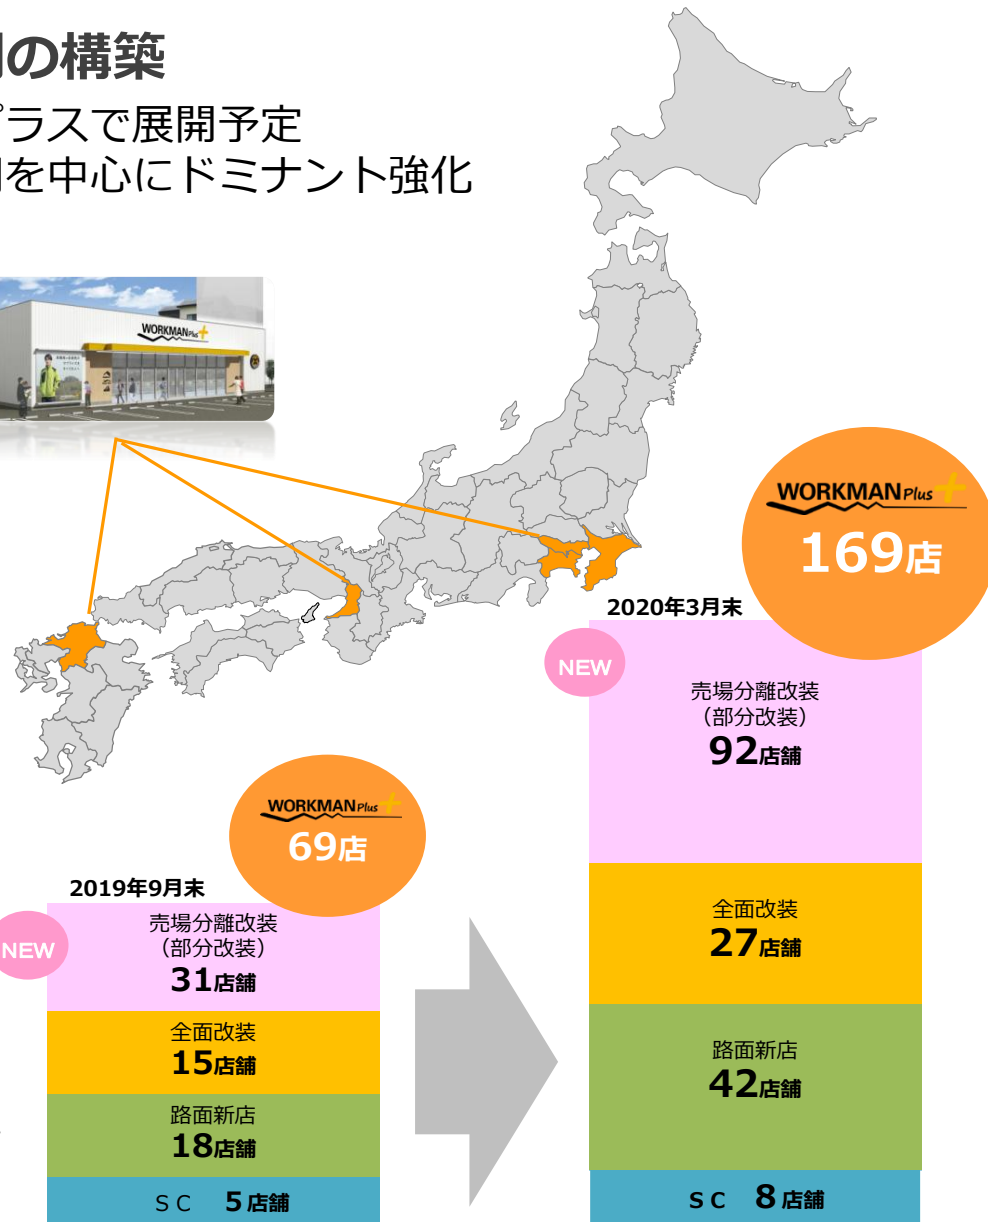 の構築
プラスで展開予定
を中心にドミナント強化
WORKMAN Plus
WORKMAN Plus
169店
2020年3月末
NEW
売場分離改装
（部分改装）
92店舗
全面改装
27店舗
路面新店
42店舗
ＳＣ 8店舗
WORKMAN Plus
69店
2019年9月末
NEW
売場分離改装
（部分改装）
31店舗
全面改装
15店舗
路面新店
18店舗
ＳＣ 5店舗